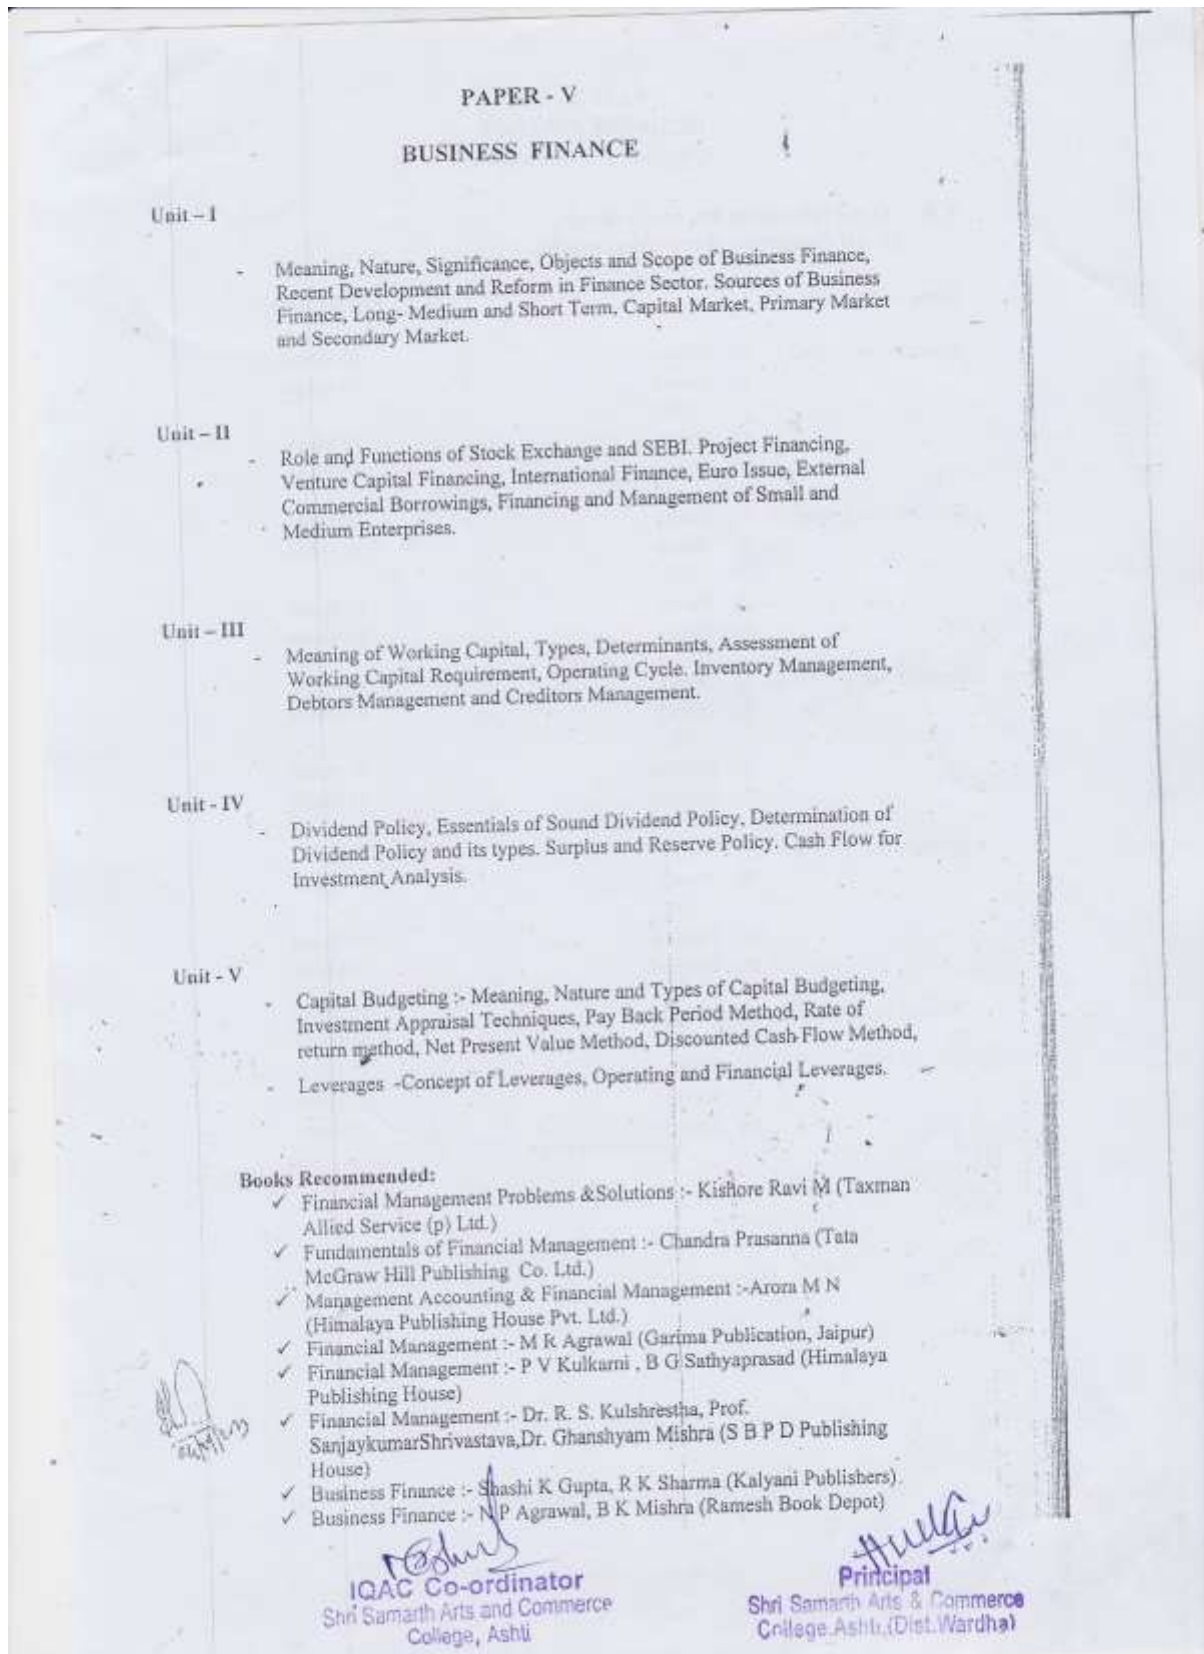 PAPER - V
BUSINESS FINANCE
Unit – I
- Meaning, Nature, Significance, Objects and Scope of Business Finance,
Recent Development and Reform in Finance Sector. Sources of Business
Finance, Long- Medium and Short Term, Capital Market, Primary Market
and Secondary Market.
Unit – II
- Role and Functions of Stock Exchange and SEBI. Project Financing,
Venture Capital Financing, International Finance, Euro Issue, External
Commercial Borrowings, Financing and Management of Small and
Medium Enterprises.
Unit – III
- Meaning of Working Capital, Types, Determinants, Assessment of
Working Capital Requirement, Operating Cycle. Inventory Management,
Debtors Management and Creditors Management.
Unit - IV
- Dividend Policy, Essentials of Sound Dividend Policy, Determination of
Dividend Policy and its types. Surplus and Reserve Policy. Cash Flow for
Investment Analysis.
Unit - V
- Capital Budgeting :- Meaning, Nature and Types of Capital Budgeting,
Investment Appraisal Techniques, Pay Back Period Method, Rate of
return method, Net Present Value Method, Discounted Cash Flow Method,
- Leverages -Concept of Leverages, Operating and Financial Leverages.
Books Recommended:
✓ Financial Management Problems &Solutions :- Kishore Ravi M (Taxman
Allied Service (p) Ltd.)
✓ Fundamentals of Financial Management :- Chandra Prasanna (Tata
McGraw Hill Publishing Co. Ltd.)
✓ Management Accounting & Financial Management :-Arora M N
(Himalaya Publishing House Pvt. Ltd.)
✓ Financial Management :- M R Agrawal (Garima Publication, Jaipur)
✓ Financial Management :- P V Kulkarni , B G Sathyaprasad (Himalaya
Publishing House)
✓ Financial Management :- Dr. R. S. Kulshrestha, Prof.
SanjaykumarShrivastava,Dr. Ghanshyam Mishra (S B P D Publishing
House)
✓ Business Finance :- Shashi K Gupta, R K Sharma (Kalyani Publishers).
✓ Business Finance :- N P Agrawal, B K Mishra (Ramesh Book Depot)
IQAC Co-ordinator
Shri Samarth Arts and Commerce
College, Ashti
Principal
Shri Samarth Arts & Commerce
College Ashti,(Dist.Wardha)